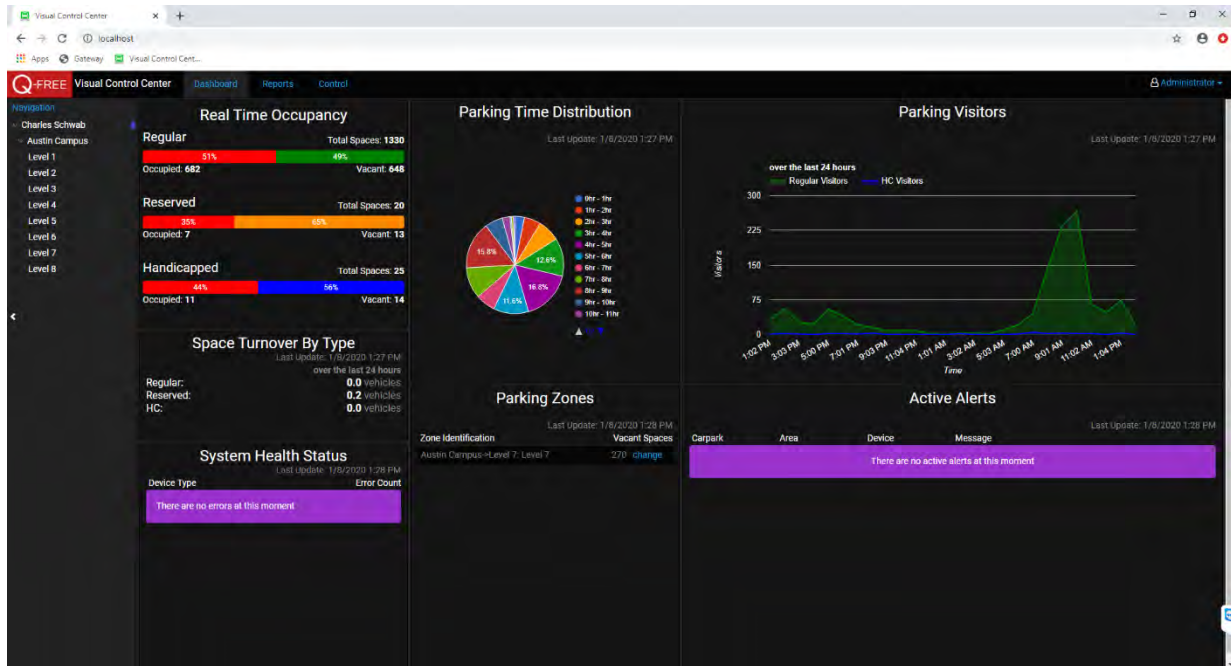 Visual Control Center
localhost
Apps Gateway Visual Control Cent...
Q-FREE Visual Control Center Dashboard Reports Control Administrator
Navigation
Charles Schwab
Austin Campus
Level 1
Level 2
Level 3
Level 4
Level 5
Level 6
Level 7
Level 8
Real Time Occupancy
Regular Total Spaces: 1330
51% 49%
Occupied: 682 Vacant: 648
Reserved Total Spaces: 20
35% 65%
Occupied: 7 Vacant: 13
Handicapped Total Spaces: 25
44% 56%
Occupied: 11 Vacant: 14
Space Turnover By Type
Last Update: 1/8/2020 1:27 PM
over the last 24 hours
Regular: 0.0 vehicles
Reserved: 0.2 vehicles
HC: 0.0 vehicles
System Health Status
Last Update: 1/8/2020 1:28 PM
Device Type Error Count
There are no errors at this moment
Parking Time Distribution
Last Update: 1/8/2020 1:27 PM
0hr - 1hr
1hr - 2hr
2hr - 3hr
3hr - 4hr
4hr - 5hr
5hr - 6hr
6hr - 7hr
7hr - 8hr
8hr - 9hr
9hr - 10hr
10hr - 11hr
15.8%
12.6%
16.8%
11.6%
Parking Zones
Last Update: 1/8/2020 1:28 PM
Zone Identification Vacant Spaces
Austin Campus->Level 7: Level 7 270 change
Parking Visitors
Last Update: 1/8/2020 1:27 PM
over the last 24 hours
Regular Visitors HC Visitors
300
225
150
75
0
Visitors
1:02 PM 3:03 PM 5:00 PM 7:01 PM 9:03 PM 11:04 PM 1:01 AM 3:02 AM 5:03 AM 7:00 AM 9:01 AM 11:02 AM 1:04 PM
Time
Active Alerts
Last Update: 1/8/2020 1:28 PM
Carpark Area Device Message
There are no active alerts at this moment